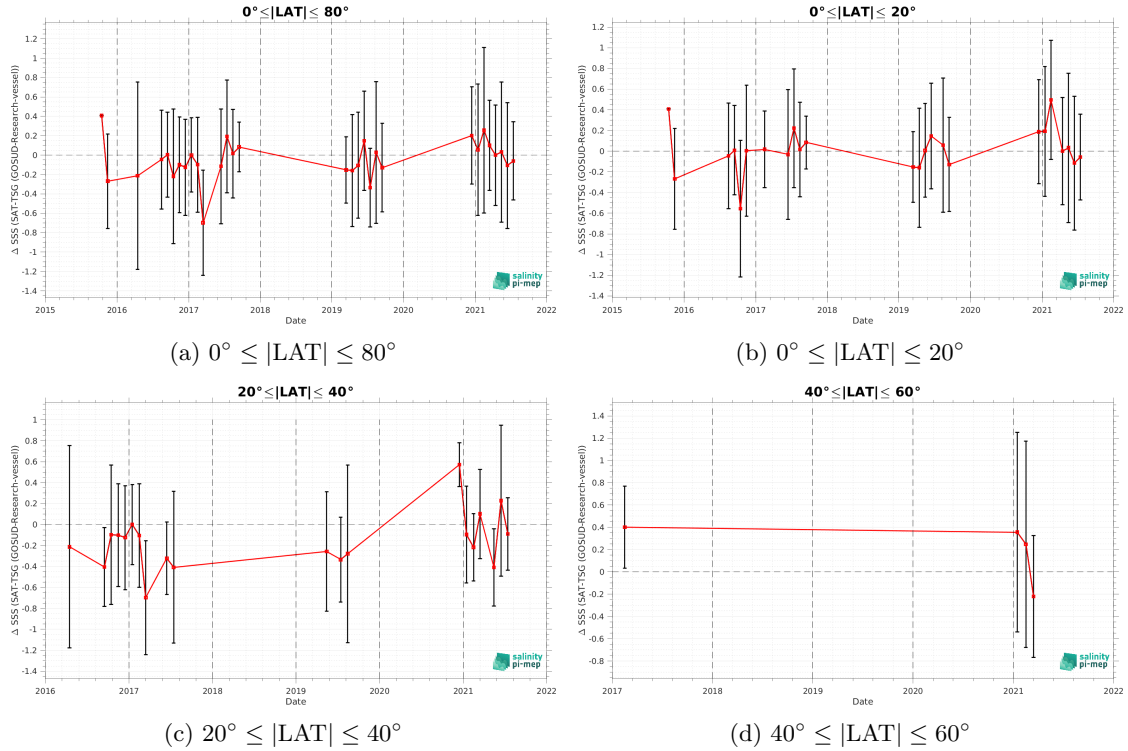 0°≤|LAT|≤ 80°
Δ SSS (SAT-TSG (GOSUD-Research-vessel))
1.2
1
0.8
0.6
0.4
0.2
0
-0.2
-0.4
-0.6
-0.8
-1
-1.2
-1.4
2015 2016 2017 2018 2019 2020 2021 2022
Date
salinity
pi-mep
(a) 0° ≤ |LAT| ≤ 80°
0°≤|LAT|≤ 20°
Δ SSS (SAT-TSG (GOSUD-Research-vessel))
1.2
1
0.8
0.6
0.4
0.2
0
-0.2
-0.4
-0.6
-0.8
-1
-1.2
-1.4
2015 2016 2017 2018 2019 2020 2021 2022
Date
salinity
pi-mep
(b) 0° ≤ |LAT| ≤ 20°
20°≤|LAT|≤ 40°
Δ SSS (SAT-TSG (GOSUD-Research-vessel))
1
0.8
0.6
0.4
0.2
0
-0.2
-0.4
-0.6
-0.8
-1
-1.2
-1.4
2016 2017 2018 2019 2020 2021 2022
Date
salinity
pi-mep
(c) 20° ≤ |LAT| ≤ 40°
40°≤|LAT|≤ 60°
Δ SSS (SAT-TSG (GOSUD-Research-vessel))
1.4
1.2
1
0.8
0.6
0.4
0.2
0
-0.2
-0.4
-0.6
-0.8
2017 2018 2019 2020 2021 2022
Date
salinity
pi-mep
(d) 40° ≤ |LAT| ≤ 60°